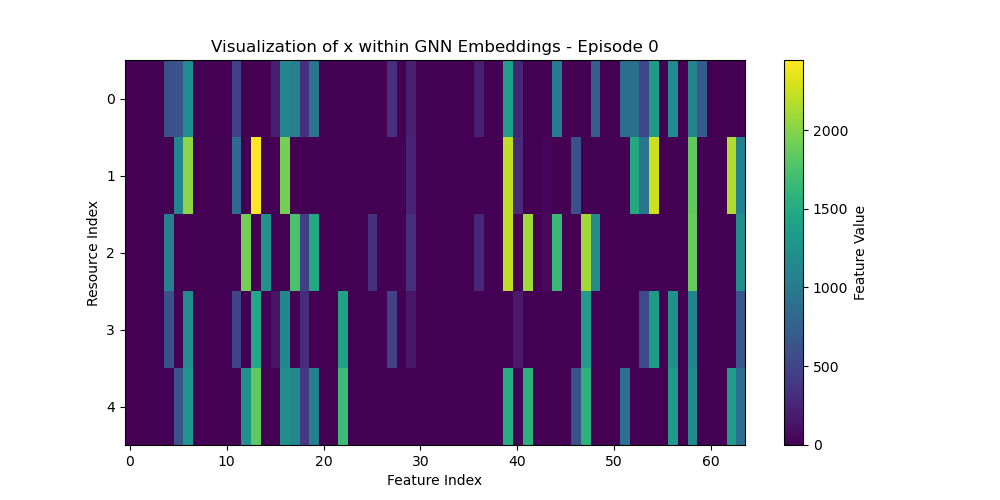 Visualization of x within GNN Embeddings - Episode 0
Resource Index
0
1
2
3
4
0 10 20 30 40 50 60
Feature Index
2000
1500
1000
500
0
Feature Value